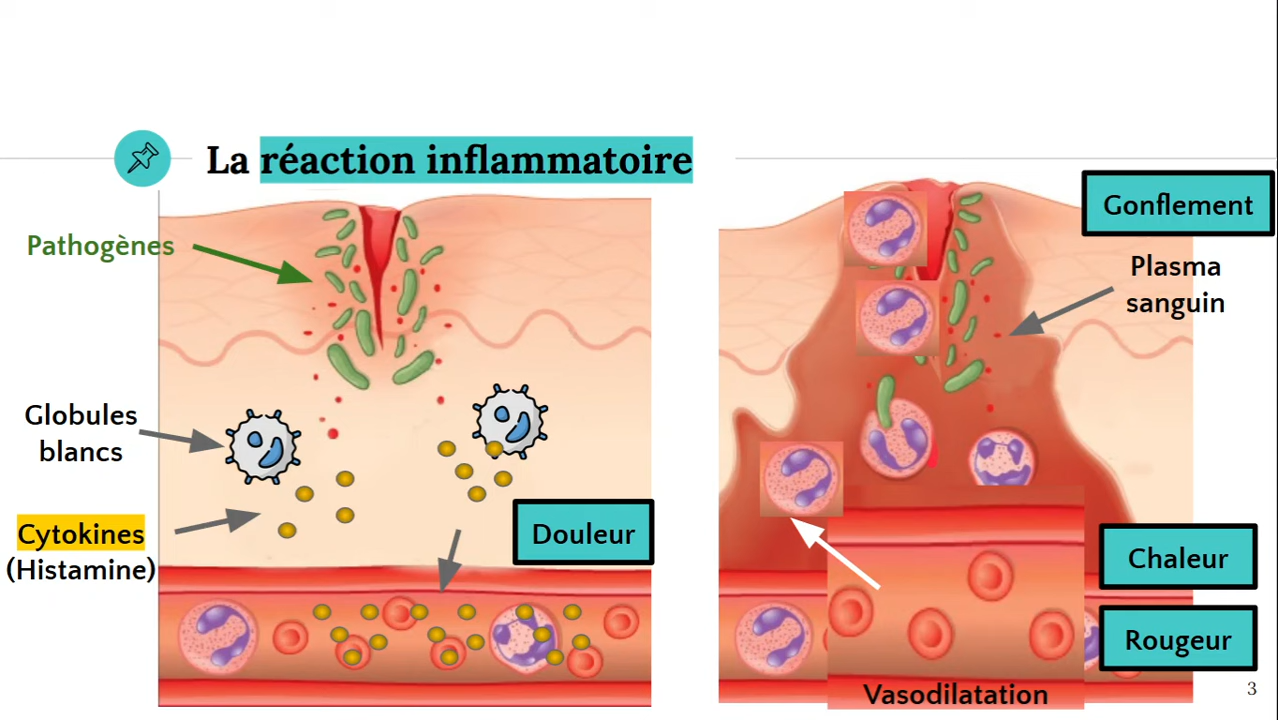 La réaction inflammatoire
Pathogènes
Globules
blancs
Cytokines
(Histamine)
Douleur
Gonflement
Plasma
sanguin
Chaleur
Rougeur
Vasodilatation
3